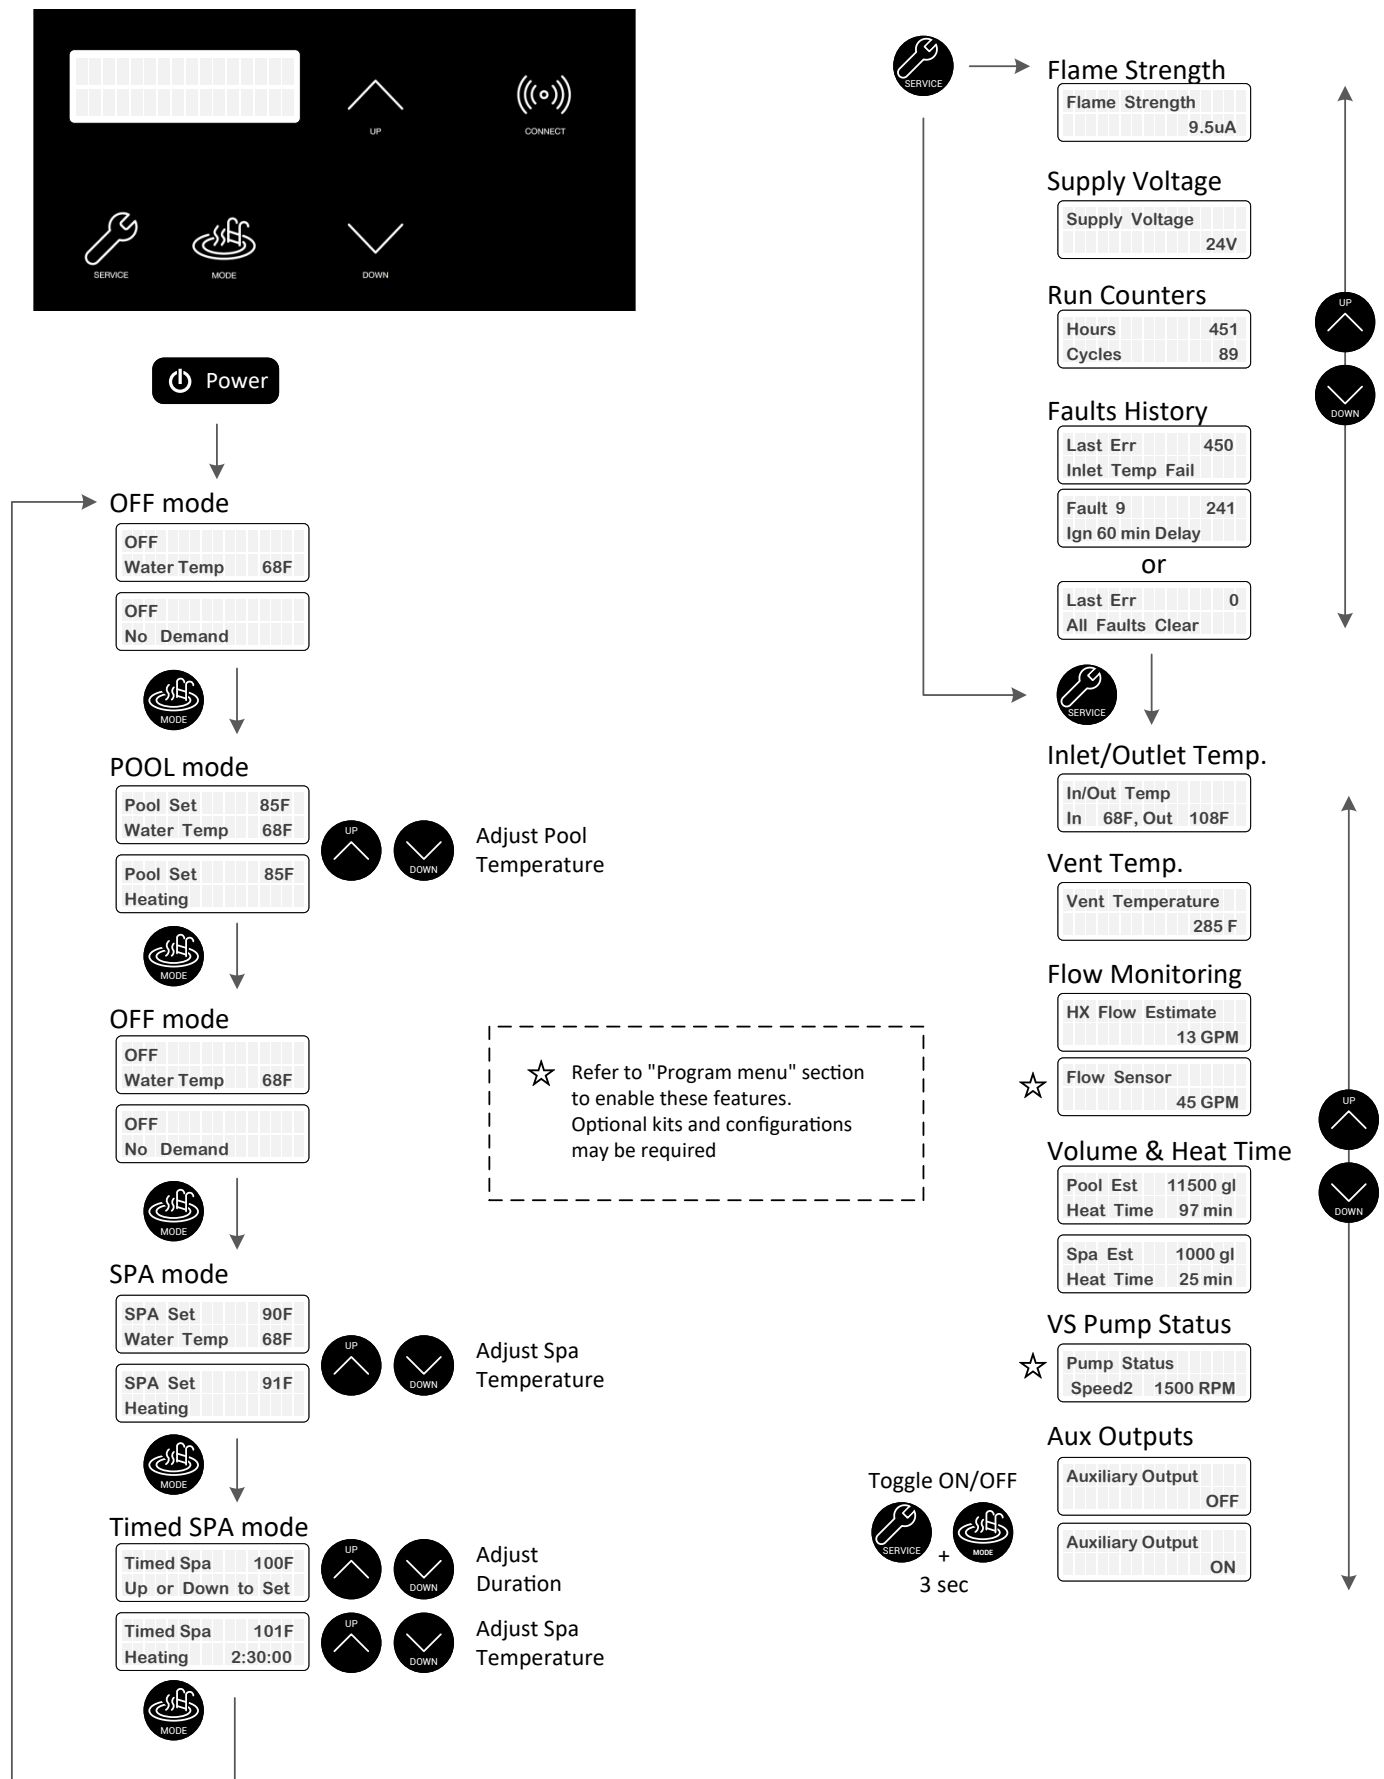 UP
CONNECT
SERVICE
MODE
DOWN
Power
OFF mode
OFF
Water Temp 68F
OFF
No Demand
MODE
POOL mode
Pool Set 85F
Water Temp 68F
UP
DOWN
Adjust Pool
Temperature
Pool Set 85F
Heating
MODE
OFF mode
OFF
Water Temp 68F
OFF
No Demand
MODE
SPA mode
SPA Set 90F
Water Temp 68F
UP
DOWN
Adjust Spa
Temperature
SPA Set 91F
Heating
MODE
Timed SPA mode
Timed Spa 100F
Up or Down to Set
UP
DOWN
Adjust
Duration
Timed Spa 101F
Heating 2:30:00
UP
DOWN
Adjust Spa
Temperature
MODE
Refer to "Program menu" section
to enable these features.
Optional kits and configurations
may be required
SERVICE
Flame Strength
Flame Strength
9.5uA
Supply Voltage
Supply Voltage
24V
Run Counters
Hours 451
Cycles 89
UP
DOWN
Faults History
Last Err 450
Inlet Temp Fail
Fault 9 241
Ign 60 min Delay
or
Last Err 0
All Faults Clear
SERVICE
Inlet/Outlet Temp.
In/Out Temp
In 68F, Out 108F
Vent Temp.
Vent Temperature
285 F
Flow Monitoring
HX Flow Estimate
13 GPM
Flow Sensor
45 GPM
UP
DOWN
Volume & Heat Time
Pool Est 11500 gl
Heat Time 97 min
Spa Est 1000 gl
Heat Time 25 min
VS Pump Status
Pump Status
Speed2 1500 RPM
Aux Outputs
Auxiliary Output
OFF
Auxiliary Output
ON
Toggle ON/OFF
SERVICE
+
MODE
3 sec